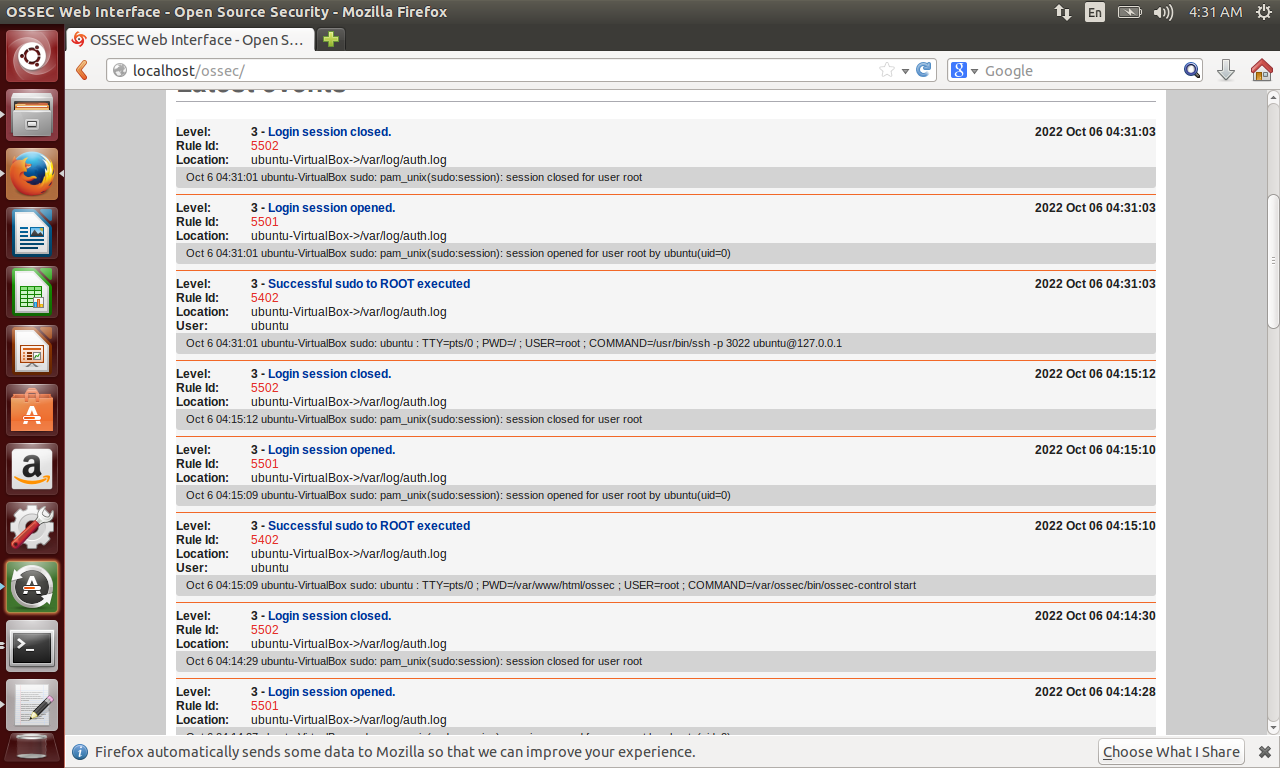 OSSEC Web Interface - Open Source Security - Mozilla Firefox
En
4:31 AM
OSSEC Web Interface - Open S...
localhost/ossec/
Google
Latest events
Level: 3 - Login session closed. 2022 Oct 06 04:31:03
Rule Id: 5502
Location: ubuntu-VirtualBox->/var/log/auth.log
Oct 6 04:31:01 ubuntu-VirtualBox sudo: pam_unix(sudo:session): session closed for user root
Level: 3 - Login session opened. 2022 Oct 06 04:31:03
Rule Id: 5501
Location: ubuntu-VirtualBox->/var/log/auth.log
Oct 6 04:31:01 ubuntu-VirtualBox sudo: pam_unix(sudo:session): session opened for user root by ubuntu(uid=0)
Level: 3 - Successful sudo to ROOT executed 2022 Oct 06 04:31:03
Rule Id: 5402
Location: ubuntu-VirtualBox->/var/log/auth.log
User: ubuntu
Oct 6 04:31:01 ubuntu-VirtualBox sudo: ubuntu : TTY=pts/0 ; PWD=/ ; USER=root ; COMMAND=/usr/bin/ssh -p 3022 ubuntu@127.0.0.1
Level: 3 - Login session closed. 2022 Oct 06 04:15:12
Rule Id: 5502
Location: ubuntu-VirtualBox->/var/log/auth.log
Oct 6 04:15:12 ubuntu-VirtualBox sudo: pam_unix(sudo:session): session closed for user root
Level: 3 - Login session opened. 2022 Oct 06 04:15:10
Rule Id: 5501
Location: ubuntu-VirtualBox->/var/log/auth.log
Oct 6 04:15:09 ubuntu-VirtualBox sudo: pam_unix(sudo:session): session opened for user root by ubuntu(uid=0)
Level: 3 - Successful sudo to ROOT executed 2022 Oct 06 04:15:10
Rule Id: 5402
Location: ubuntu-VirtualBox->/var/log/auth.log
User: ubuntu
Oct 6 04:15:09 ubuntu-VirtualBox sudo: ubuntu : TTY=pts/0 ; PWD=/var/www/html/ossec ; USER=root ; COMMAND=/var/ossec/bin/ossec-control start
Level: 3 - Login session closed. 2022 Oct 06 04:14:30
Rule Id: 5502
Location: ubuntu-VirtualBox->/var/log/auth.log
Oct 6 04:14:29 ubuntu-VirtualBox sudo: pam_unix(sudo:session): session closed for user root
Level: 3 - Login session opened. 2022 Oct 06 04:14:28
Rule Id: 5501
Location: ubuntu-VirtualBox->/var/log/auth.log
Firefox automatically sends some data to Mozilla so that we can improve your experience.
Choose What I Share